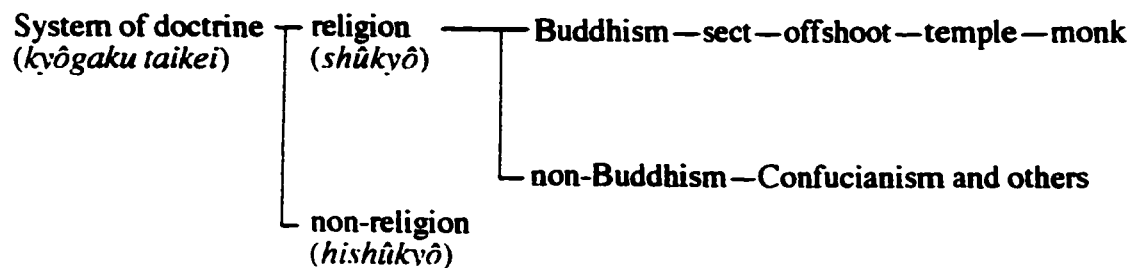 System of doctrine religion Buddhism—sect—offshoot—temple—monk
(kyôgaku taikei) (shûkyô)
non-Buddhism—Confucianism and others
non-religion
(hishûkyô)